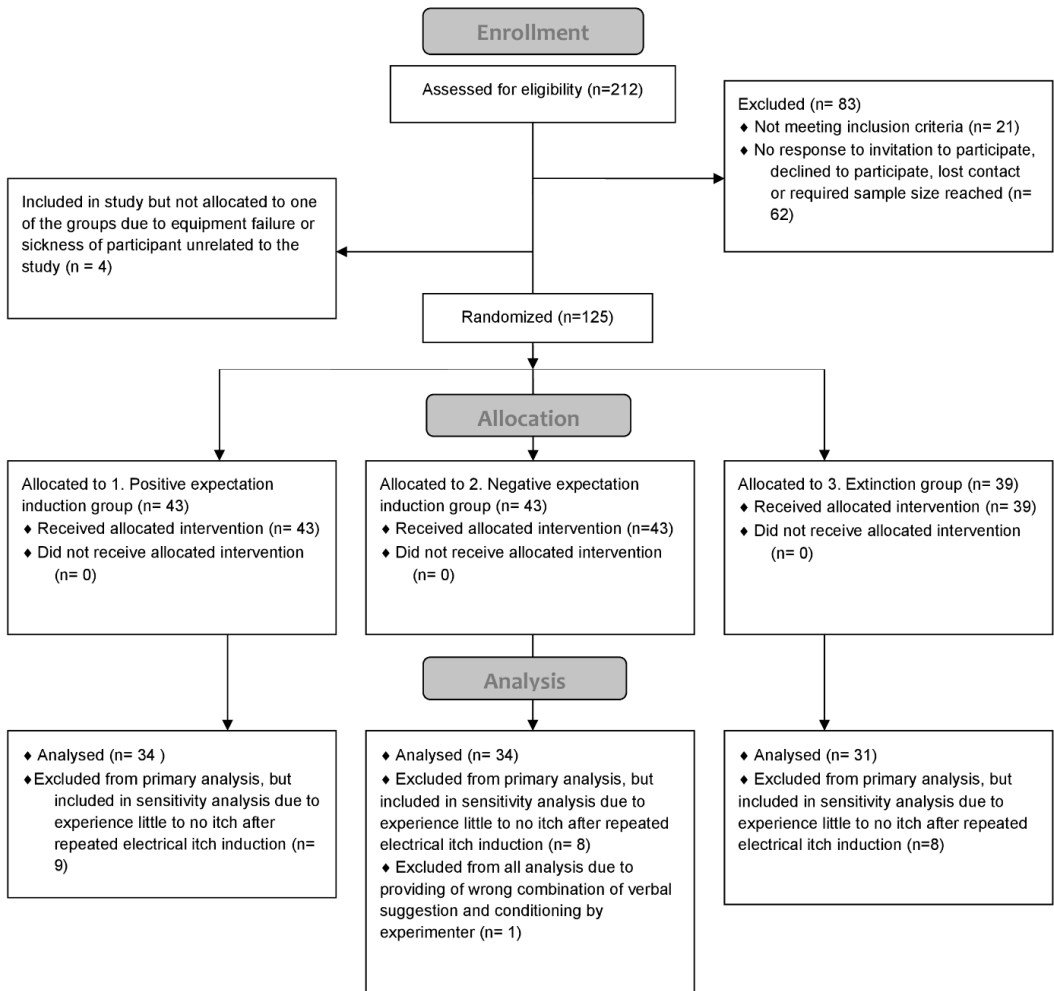 Enrollment
Assessed for eligibility (n=212)
Excluded (n= 83)
♦ Not meeting inclusion criteria (n= 21)
♦ No response to invitation to participate,
declined to participate, lost contact
or required sample size reached (n=
62)
Included in study but not allocated to one
of the groups due to equipment failure or
sickness of participant unrelated to the
study (n = 4)
Randomized (n=125)
Allocation
Allocated to 1. Positive expectation
induction group (n= 43)
♦ Received allocated intervention (n= 43)
♦ Did not receive allocated intervention
(n= 0)
Allocated to 2. Negative expectation
induction group (n= 43)
♦ Received allocated intervention (n=43)
♦ Did not receive allocated intervention
(n= 0)
Allocated to 3. Extinction group (n= 39)
♦ Received allocated intervention (n= 39)
♦ Did not receive allocated intervention
(n= 0)
Analysis
♦ Analysed (n= 34 )
♦Excluded from primary analysis, but
included in sensitivity analysis due to
experience little to no itch after
repeated electrical itch induction (n=
9)
♦ Analysed (n= 34)
♦ Excluded from primary analysis, but
included in sensitivity analysis due to
experience little to no itch after repeated
electrical itch induction (n= 8)
♦ Excluded from all analysis due to
providing of wrong combination of verbal
suggestion and conditioning by
experimenter (n= 1)
♦ Analysed (n= 31)
♦ Excluded from primary analysis, but
included in sensitivity analysis due to
experience little to no itch after repeated
electrical itch induction (n=8)